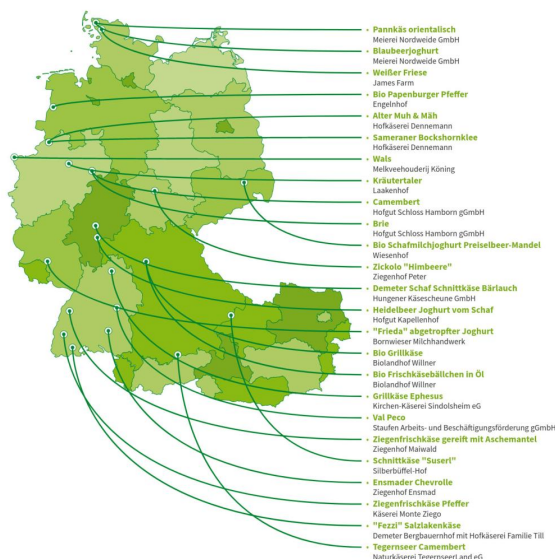 Pannkäs orientalisch
Meierei Nordweide GmbH
Blaubeerjoghurt
Meierei Nordweide GmbH
Weißer Friese
James Farm
Bio Papenburger Pfeffer
Engelnhof
Alter Muh & Mäh
Hofkäserei Dennemann
Sameraner Bockshornklee
Hofkäserei Dennemann
Wals
Melkveehouderij Köning
Kräutertaler
Laakenhof
Camembert
Hofgut Schloss Hamborn gGmbH
Brie
Hofgut Schloss Hamborn gGmbH
Bio Schafmilchjoghurt Preiselbeer-Mandel
Wiesenhof
Zickolo "Himbeere"
Ziegenhof Peter
Demeter Schaf Schnittkäse Bärlauch
Hungener Käsescheune GmbH
Heidelbeer Joghurt vom Schaf
Hofgut Kapellenhof
"Frieda" abgetropfter Joghurt
Bornwieser Milchhandwerk
Bio Grillkäse
Biolandhof Willner
Bio Frischkäsebällchen in Öl
Biolandhof Willner
Grillkäse Ephesus
Kirchen-Käserei Sindolsheim eG
Val Peco
Staufen Arbeits- und Beschäftigungsförderung gGmbH
Ziegenfrischkäse gereift mit Aschemantel
Ziegenhof Maiwald
Schnittkäse "Suserl"
Silberbüffel-Hof
Ensmader Chevrolle
Ziegenhof Ensmad
Ziegenfrischkäse Pfeffer
Käserei Monte Ziego
"Fezzi" Salzlakenkäse
Demeter Bergbauernhof mit Hofkäserei Familie Till
Tegernseer Camembert
Naturkäserei TegernseerLand eG